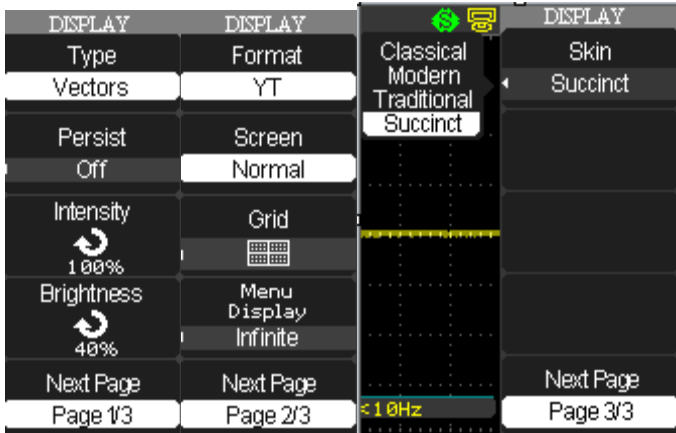 DISPLAY
Type
Vectors
Persist
Off
Intensity
100%
Brightness
40%
Next Page
Page 1/3
DISPLAY
Format
YT
Screen
Normal
Grid
Menu
Display
Infinite
Next Page
Page 2/3
$
Classical
Modern
Traditional
Succinct
<10Hz
DISPLAY
Skin
Succinct
Next Page
Page 3/3